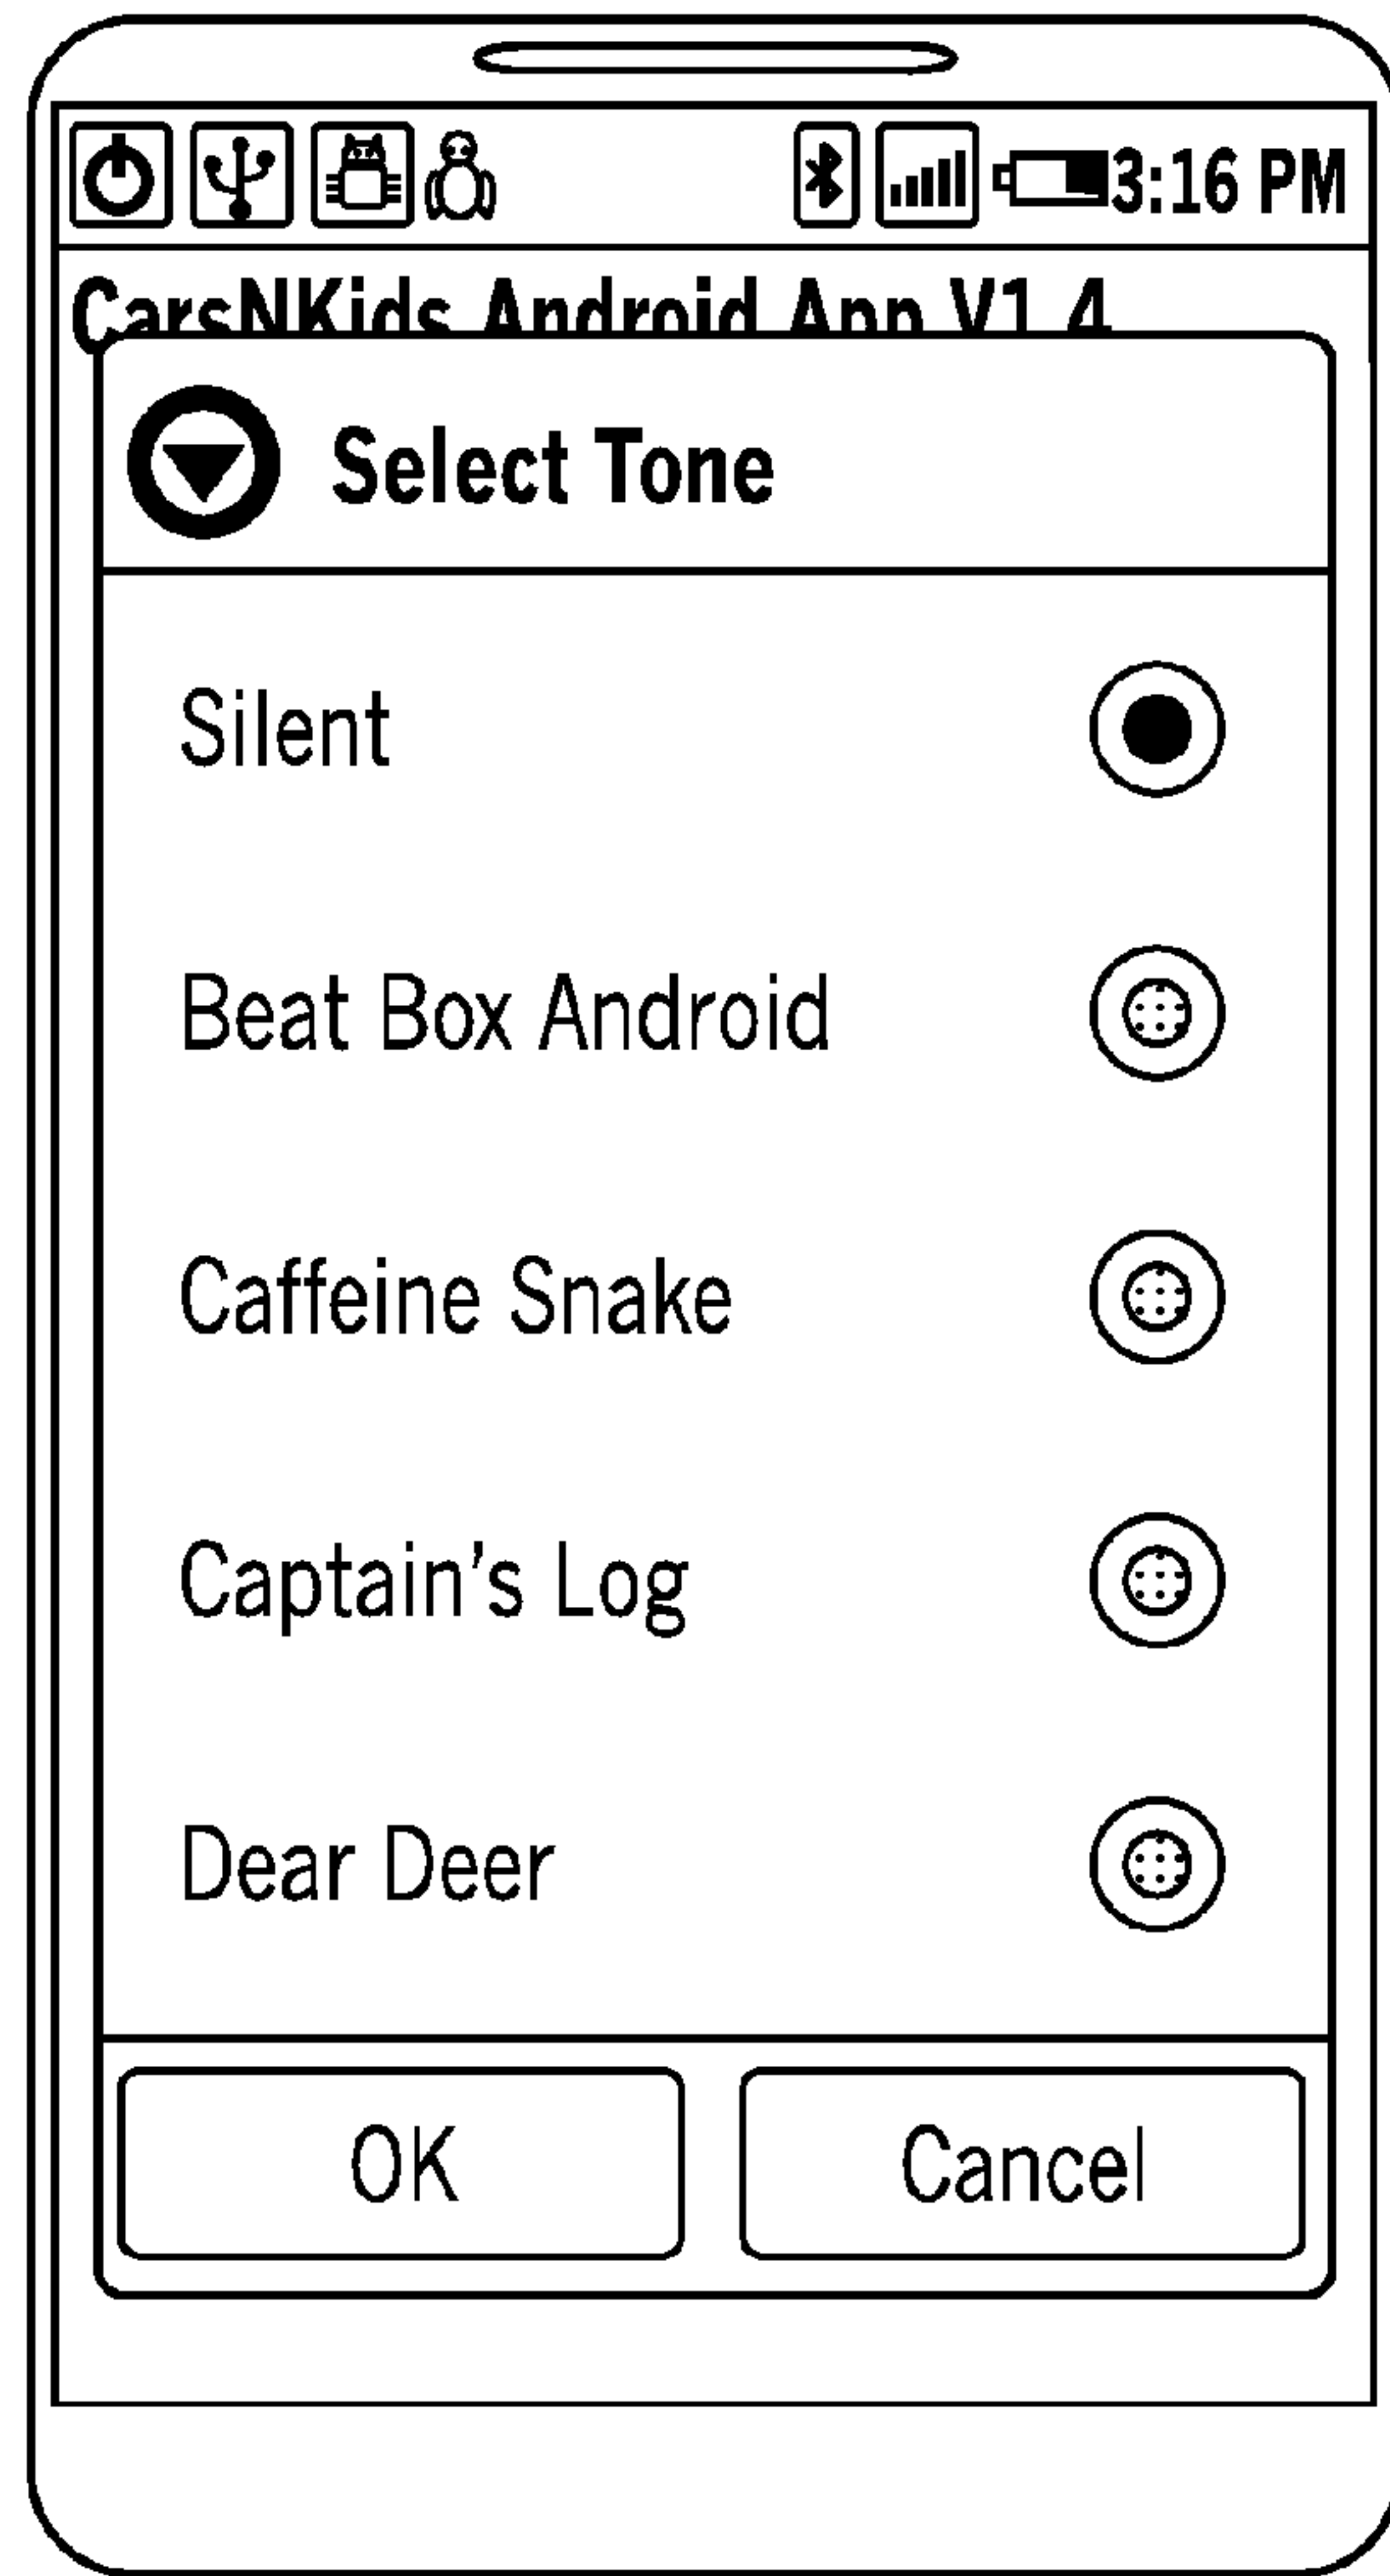 3:16 PM
CarsNKids Android App V1.4
Select Tone
Silent
Beat Box Android
Caffeine Snake
Captain's Log
Dear Deer
OK
Cancel